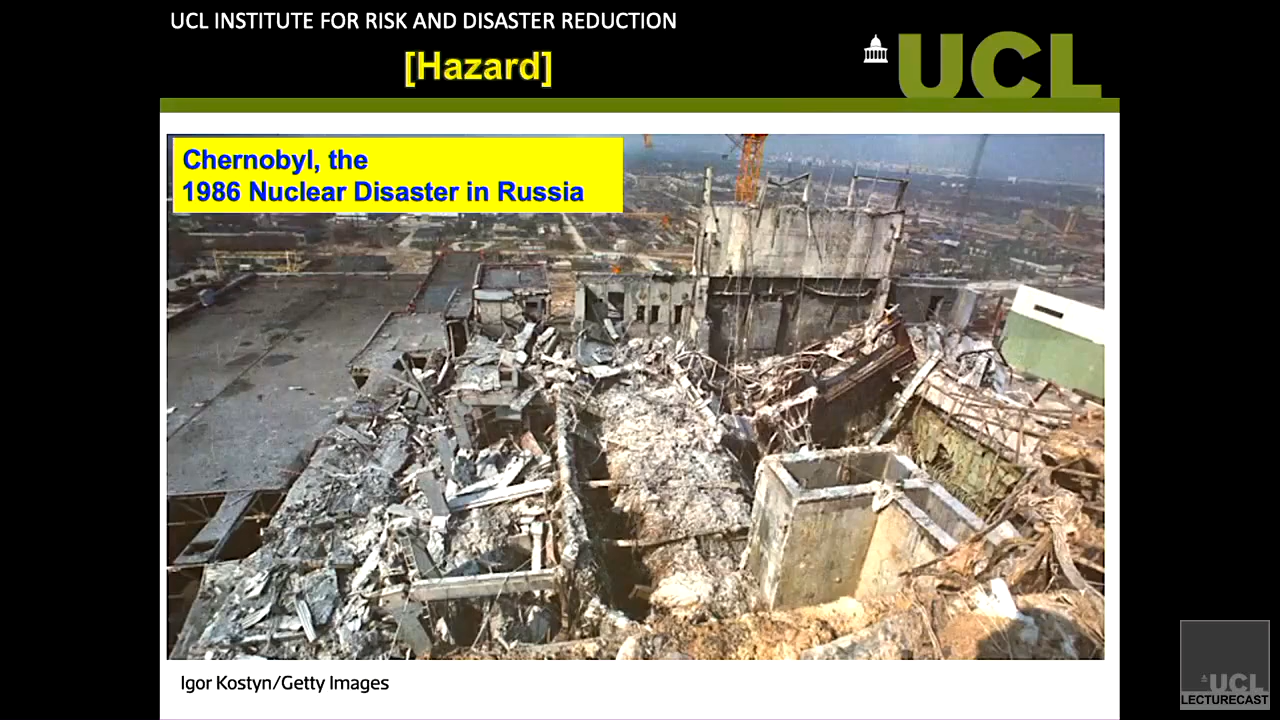 UCL INSTITUTE FOR RISK AND DISASTER REDUCTION
[Hazard]
UCL
Chernobyl, the
1986 Nuclear Disaster in Russia
Igor Kostyn/Getty Images
UCL
LECTURECAST